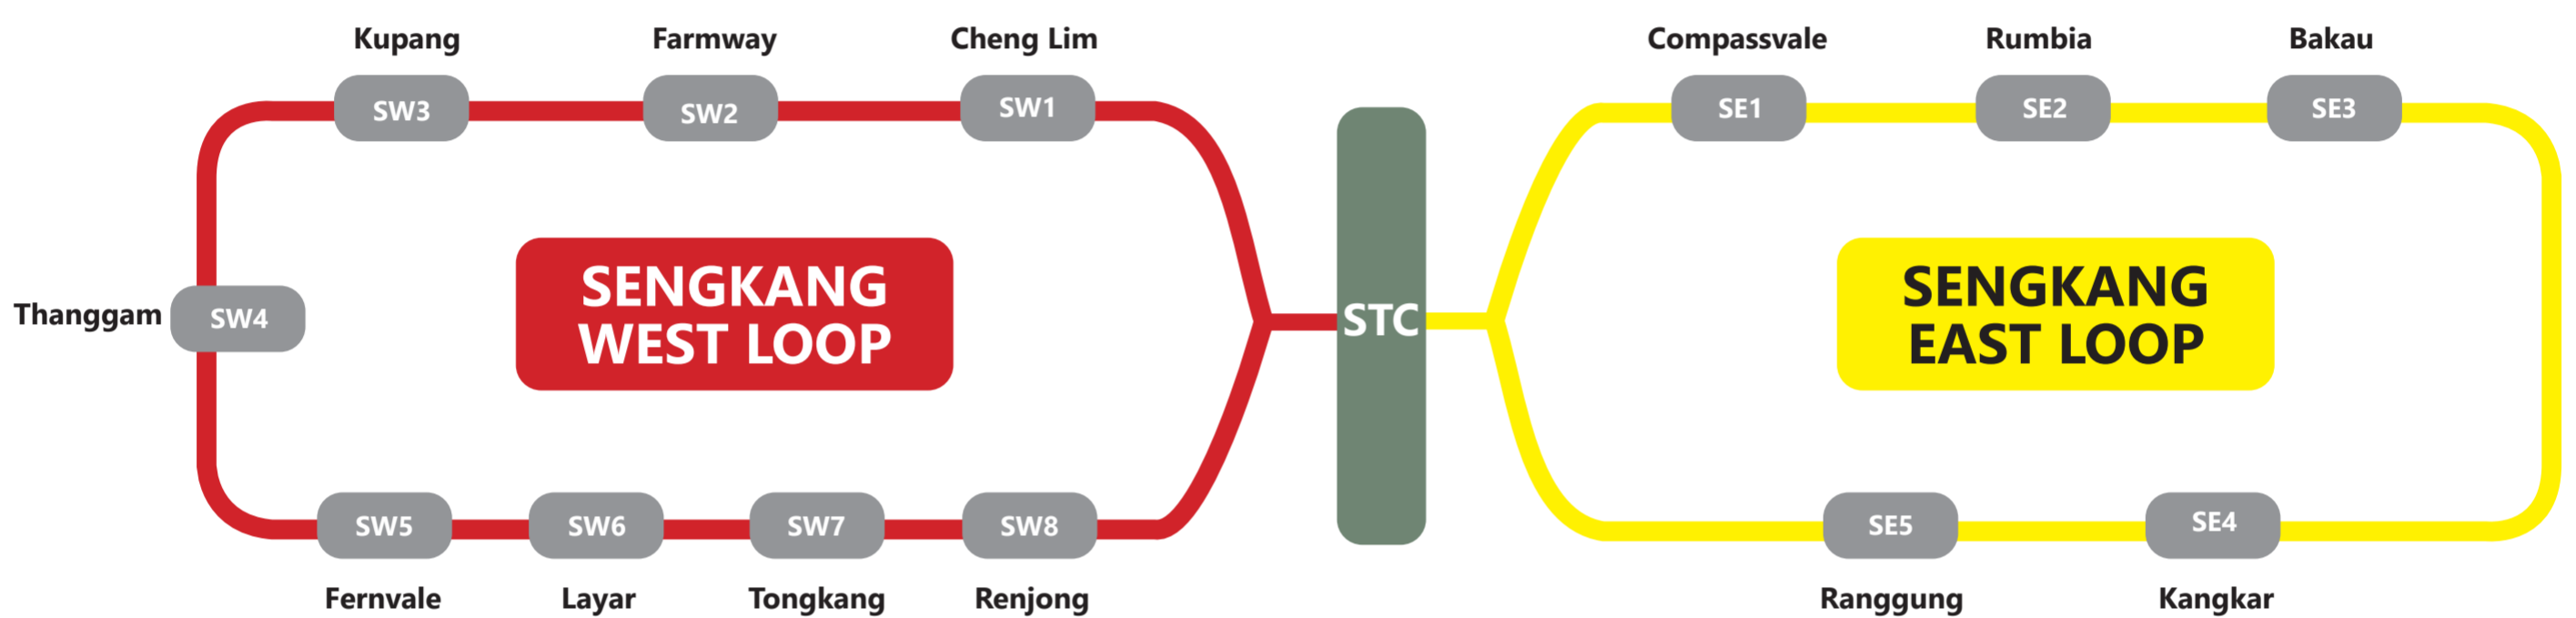 Kupang
Farmway
Cheng Lim
Compassvale
Rumbia
Bakau
SW3
SW2
SW1
SE1
SE2
SE3
SENGKANG
WEST LOOP
SENGKANG
EAST LOOP
Thanggam
SW4
STC
SW5
SW6
SW7
SW8
SE5
SE4
Fernvale
Layar
Tongkang
Renjong
Ranggung
Kangkar